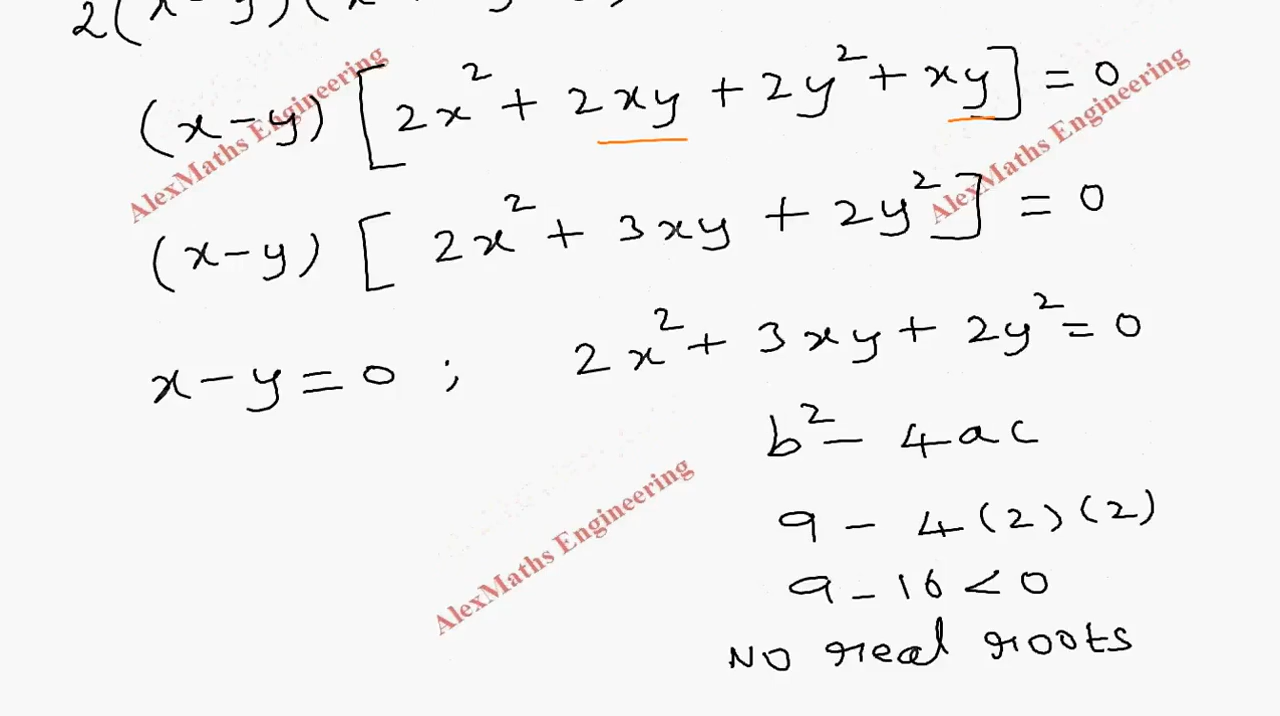 (x-y) [2x² + 2xy + 2y² + xy] = 0
(x-y) [2x² + 3xy + 2y²] = 0
x-y=0 ; 2x² + 3xy + 2y² = 0
b² - 4ac
9 - 4(2)(2)
9 - 16 < 0
NO real roots
AlexMaths Engineering
AlexMaths Engineering
AlexMaths Engineering